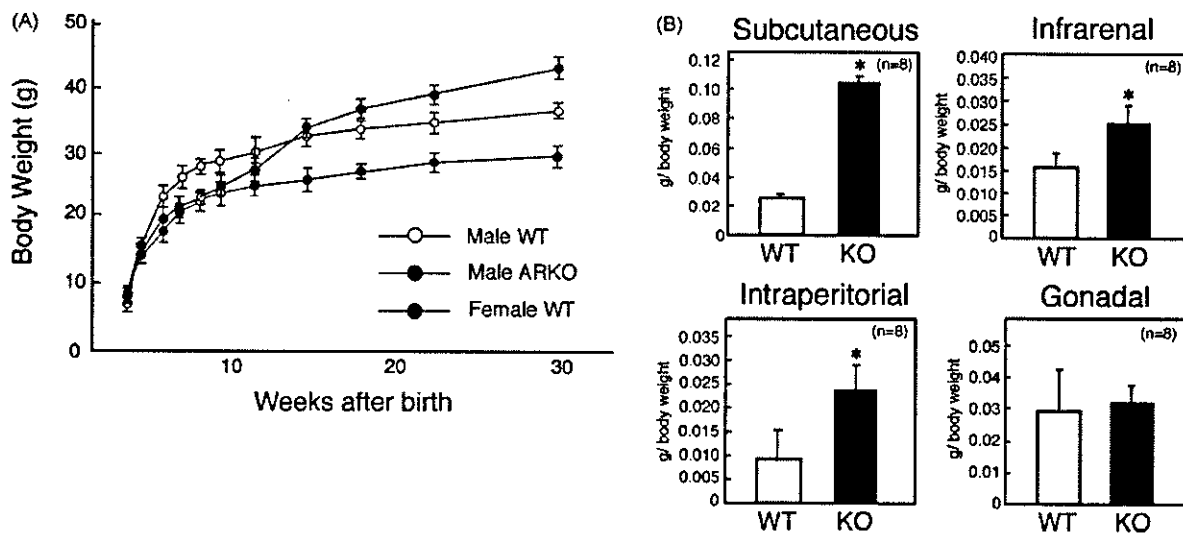 (A)
Body Weight (g)
50
40
30
20
10
0
10
20
30
Weeks after birth
Male WT
Male ARKO
Female WT
(B)
Subcutaneous
g/ body weight
0.12
0.10
0.08
0.06
0.04
0.02
0
* (n=8)
WT KO
Infrarenal
g/ body weight
0.040
0.035
0.030
0.025
0.020
0.015
0.010
0.005
0
* (n=8)
WT KO
Intraperitorial
g/ body weight
0.035
0.030
0.025
0.020
0.015
0.010
0.005
0
* (n=8)
WT KO
Gonadal
g/ body weight
0.05
0.04
0.03
0.02
0.01
0
(n=8)
WT KO